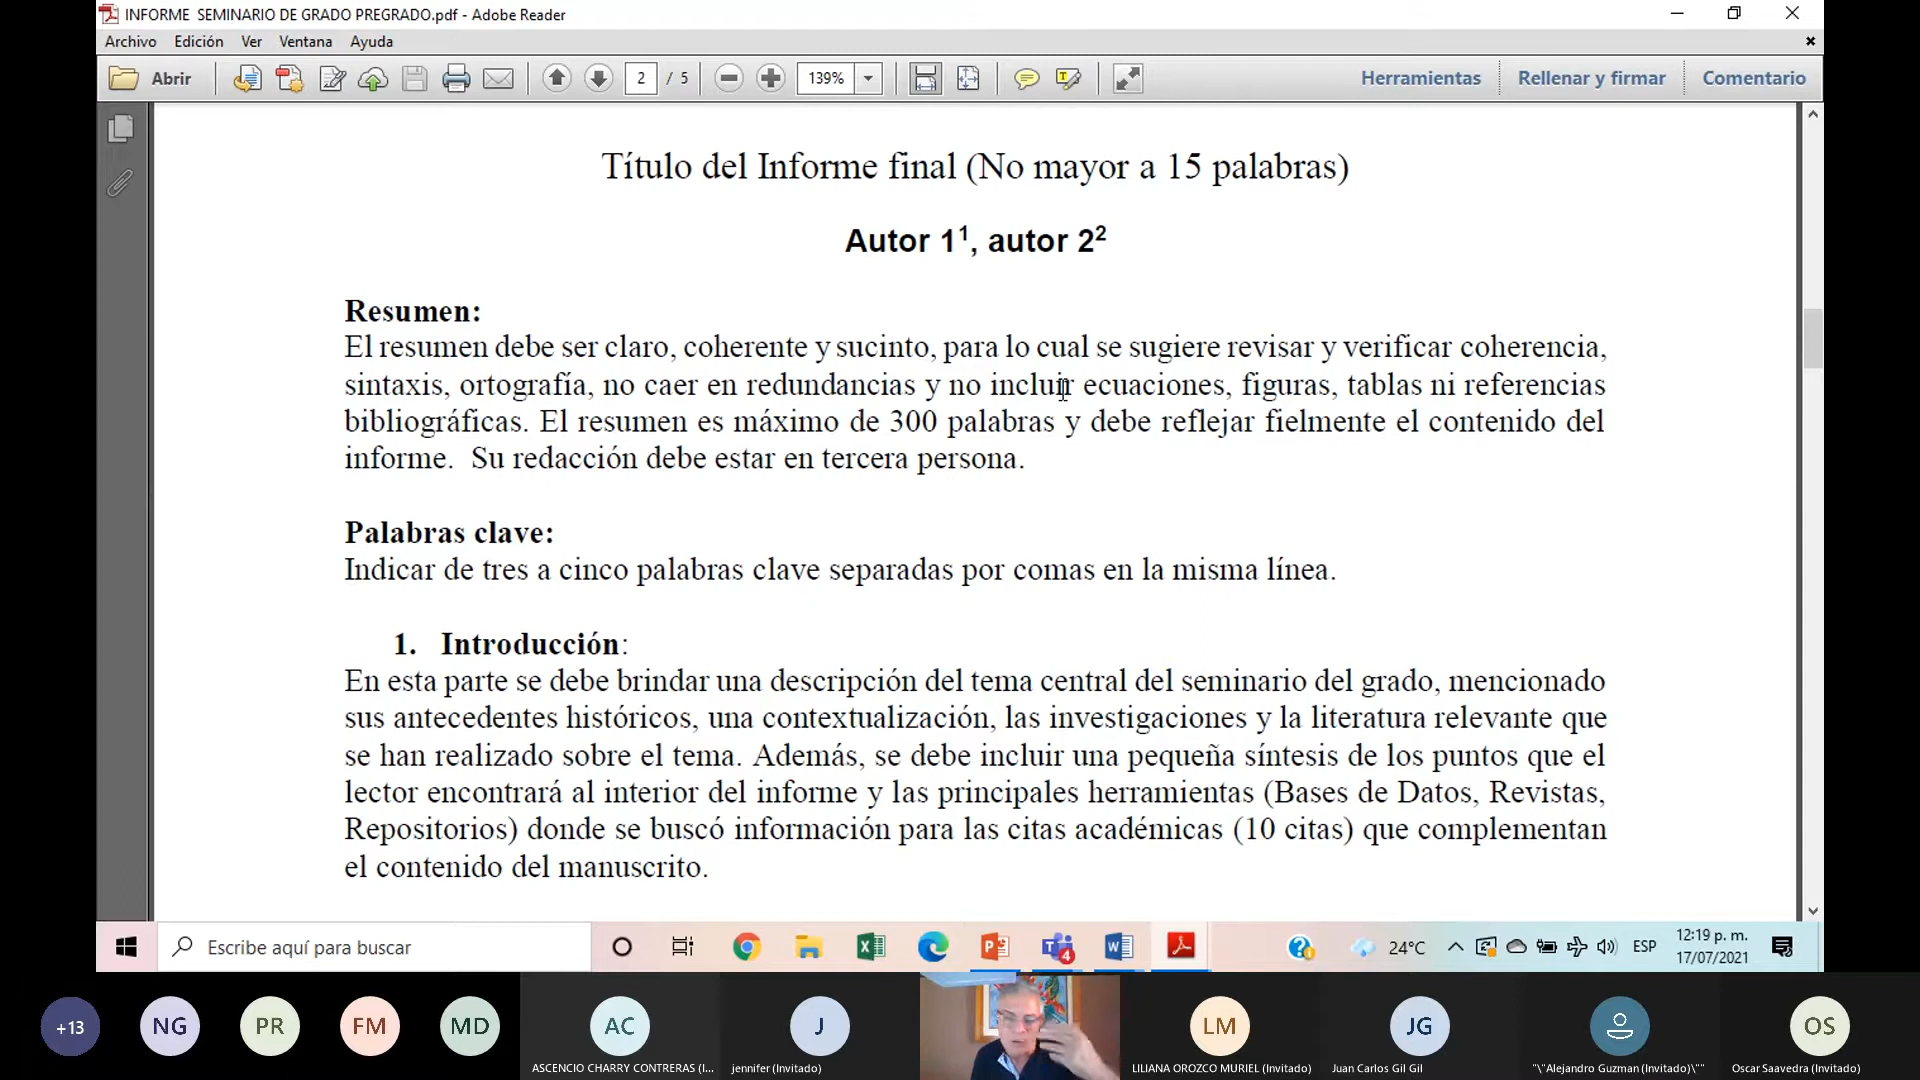 INFORME  SEMINARIO DE GRADO PREGRADO.pdf - Adobe Reader
Archivo Edición Ver Ventana Ayuda
Abrir 2 / 5 139% Herramientas Rellenar y firmar Comentario
Título del Informe final (No mayor a 15 palabras)
Autor 1¹, autor 2²
Resumen:
El resumen debe ser claro, coherente y sucinto, para lo cual se sugiere revisar y verificar coherencia,
sintaxis, ortografía, no caer en redundancias y no incluir ecuaciones, figuras, tablas ni referencias
bibliográficas. El resumen es máximo de 300 palabras y debe reflejar fielmente el contenido del
informe.  Su redacción debe estar en tercera persona.
Palabras clave:
Indicar de tres a cinco palabras clave separadas por comas en la misma línea.
1. Introducción:
En esta parte se debe brindar una descripción del tema central del seminario del grado, mencionado
sus antecedentes históricos, una contextualización, las investigaciones y la literatura relevante que
se han realizado sobre el tema. Además, se debe incluir una pequeña síntesis de los puntos que el
lector encontrará al interior del informe y las principales herramientas (Bases de Datos, Revistas,
Repositorios) donde se buscó información para las citas académicas (10 citas) que complementan
el contenido del manuscrito.
Escribe aquí para buscar 4 24°C ESP 12:19 p. m.
17/07/2021
+13 NG PR FM MD AC J LM JG OS
ASCENCIO CHARRY CONTRERAS (I... jennifer (Invitado) LILIANA OROZCO MURIEL (Invitado) Juan Carlos Gil Gil "\"Alejandro Guzman (Invitado)\"" Oscar Saavedra (Invitado)